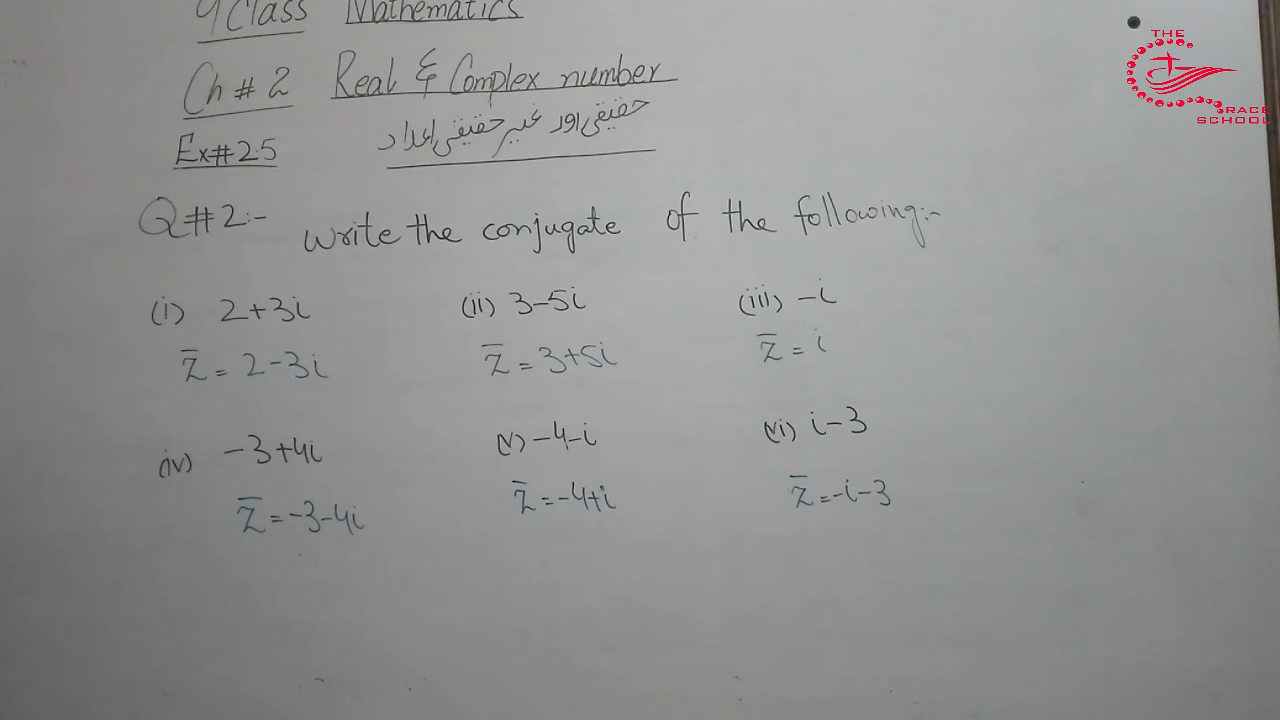 9 Class Mathematics
Ch # 2 Real & Complex number
Ex# 2.5 حقیقی اور غیر حقیقی اعداد
Q # 2:- Write the conjugate of the following:-
(i) 2+3i (ii) 3-5i (iii) -i
z̄ = 2-3i z̄ = 3+5i z̄ = i
(iv) -3+4i (v) -4-i (vi) i-3
z̄ = -3-4i z̄ = -4+i z̄ = -i-3
THE
GRACE
SCHOOL